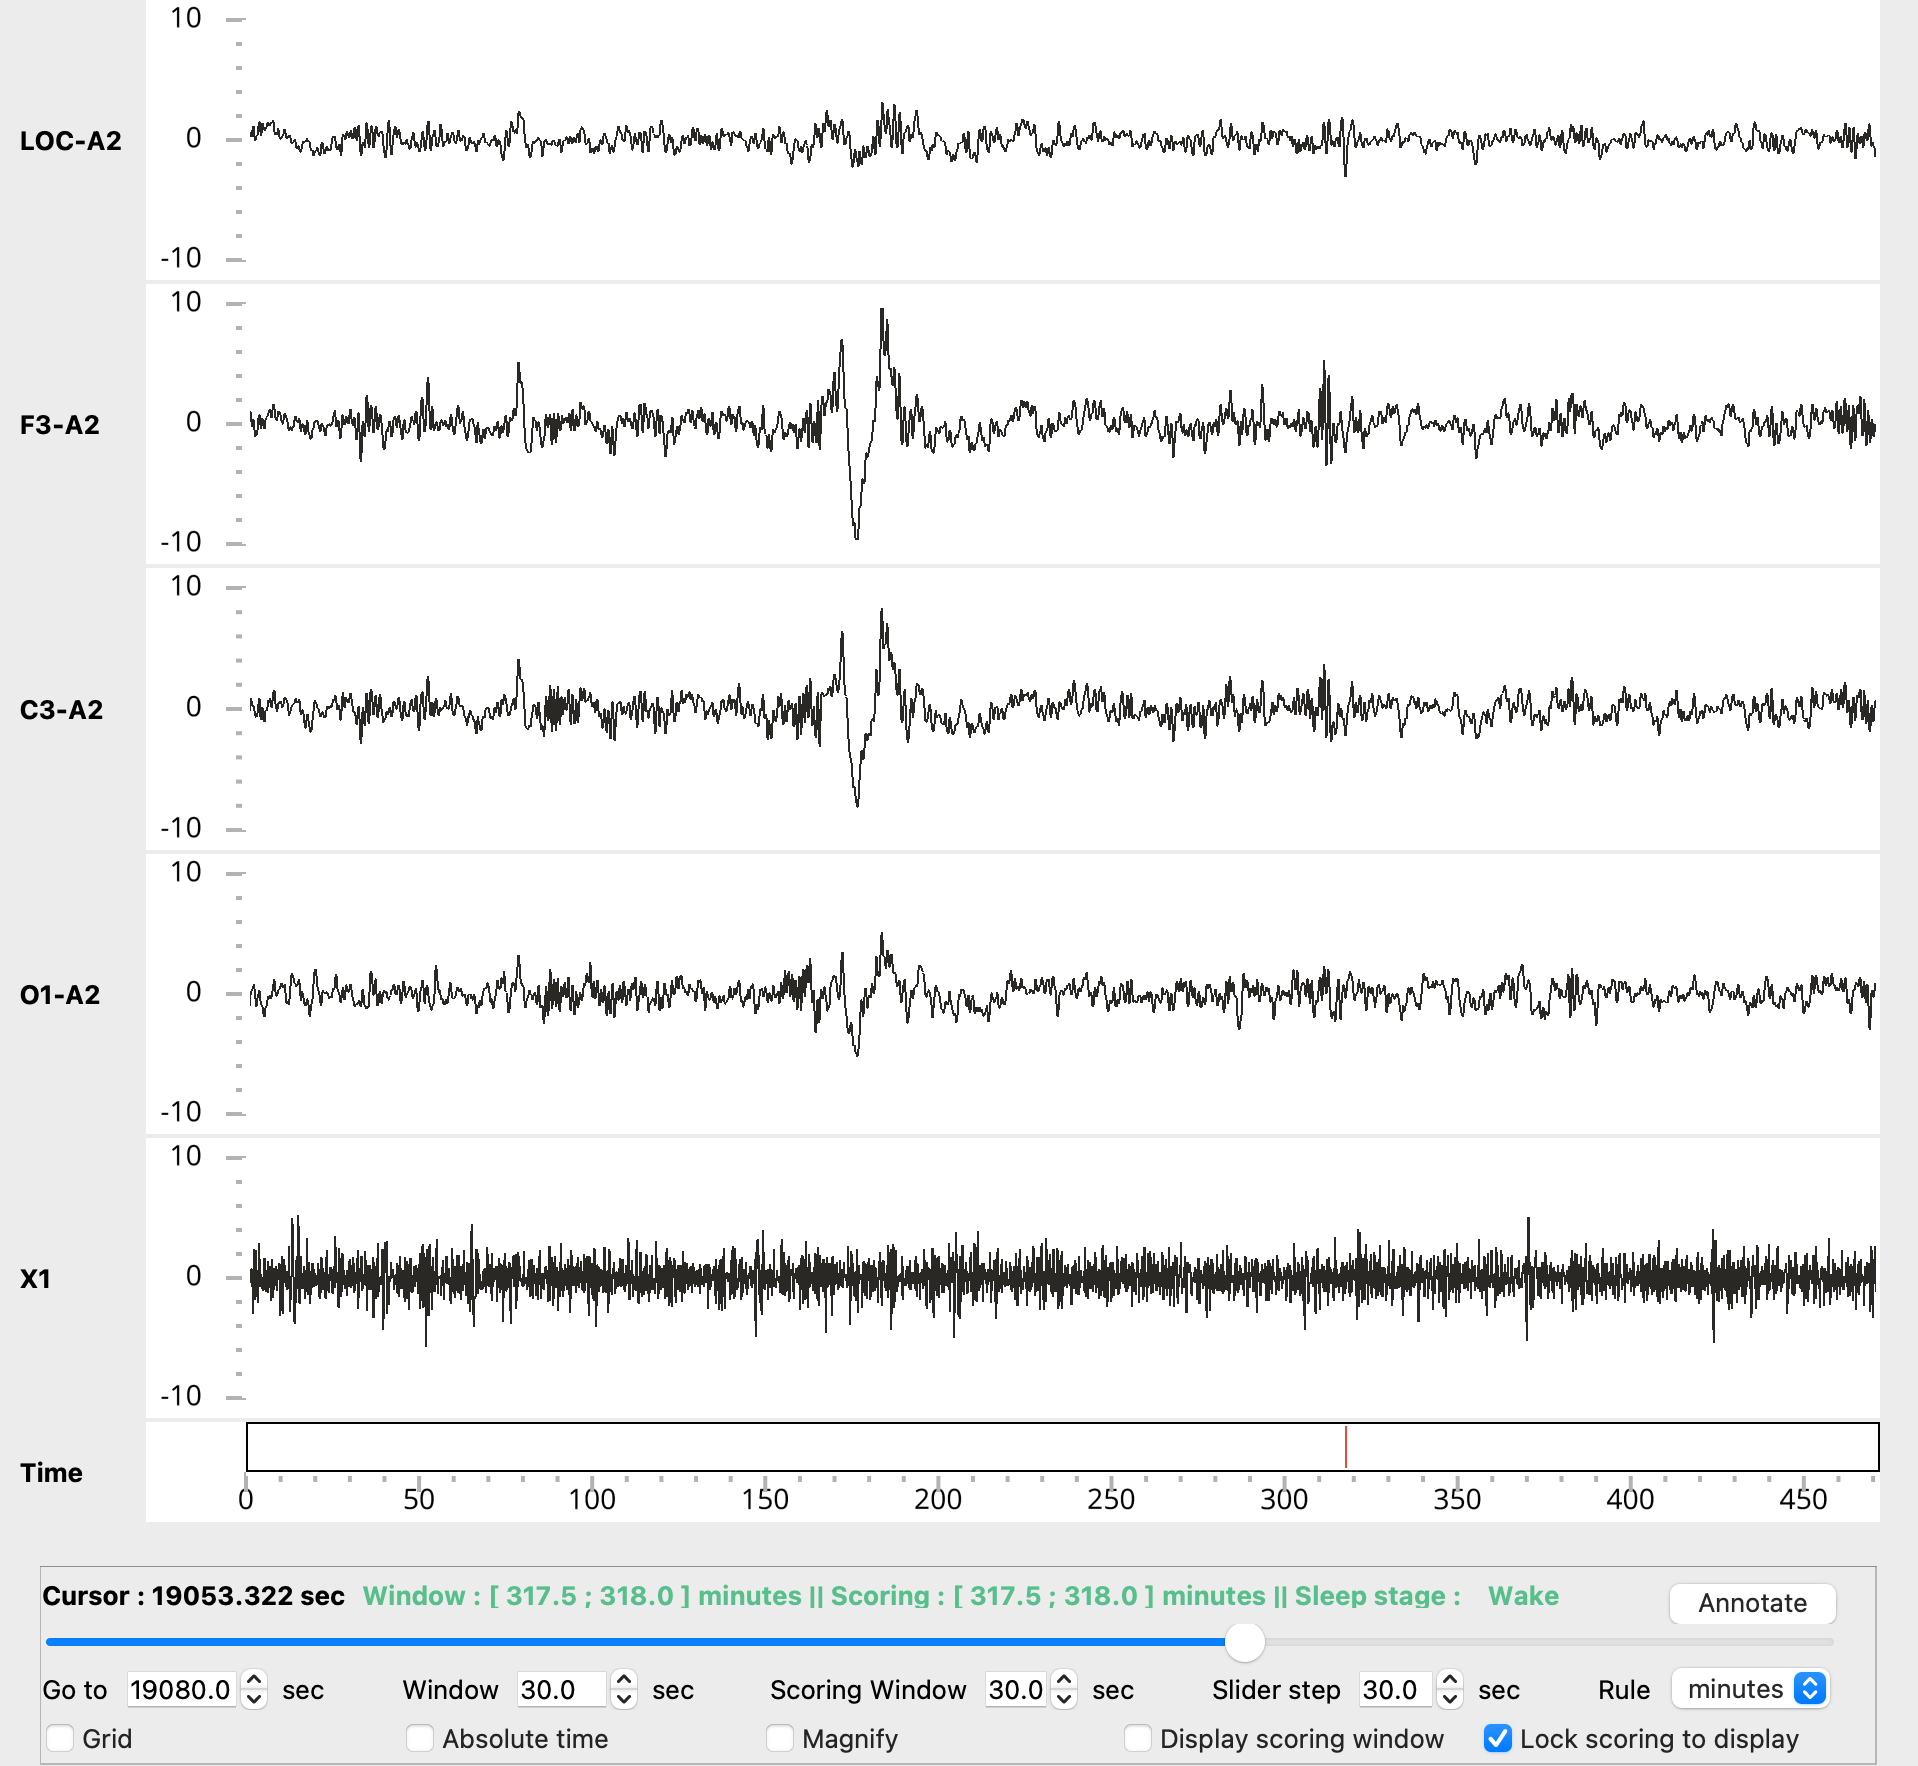 10
LOC-A2
0
-10
10
F3-A2
0
-10
10
C3-A2
0
-10
10
O1-A2
0
-10
10
X1
0
-10
Time
0 50 100 150 200 250 300 350 400 450
Cursor : 19053.322 sec Window : [ 317.5 ; 318.0 ] minutes || Scoring : [ 317.5 ; 318.0 ] minutes || Sleep stage : Wake Annotate
Go to 19080.0 sec Window 30.0 sec Scoring Window 30.0 sec Slider step 30.0 sec Rule minutes
Grid Absolute time Magnify Display scoring window Lock scoring to display